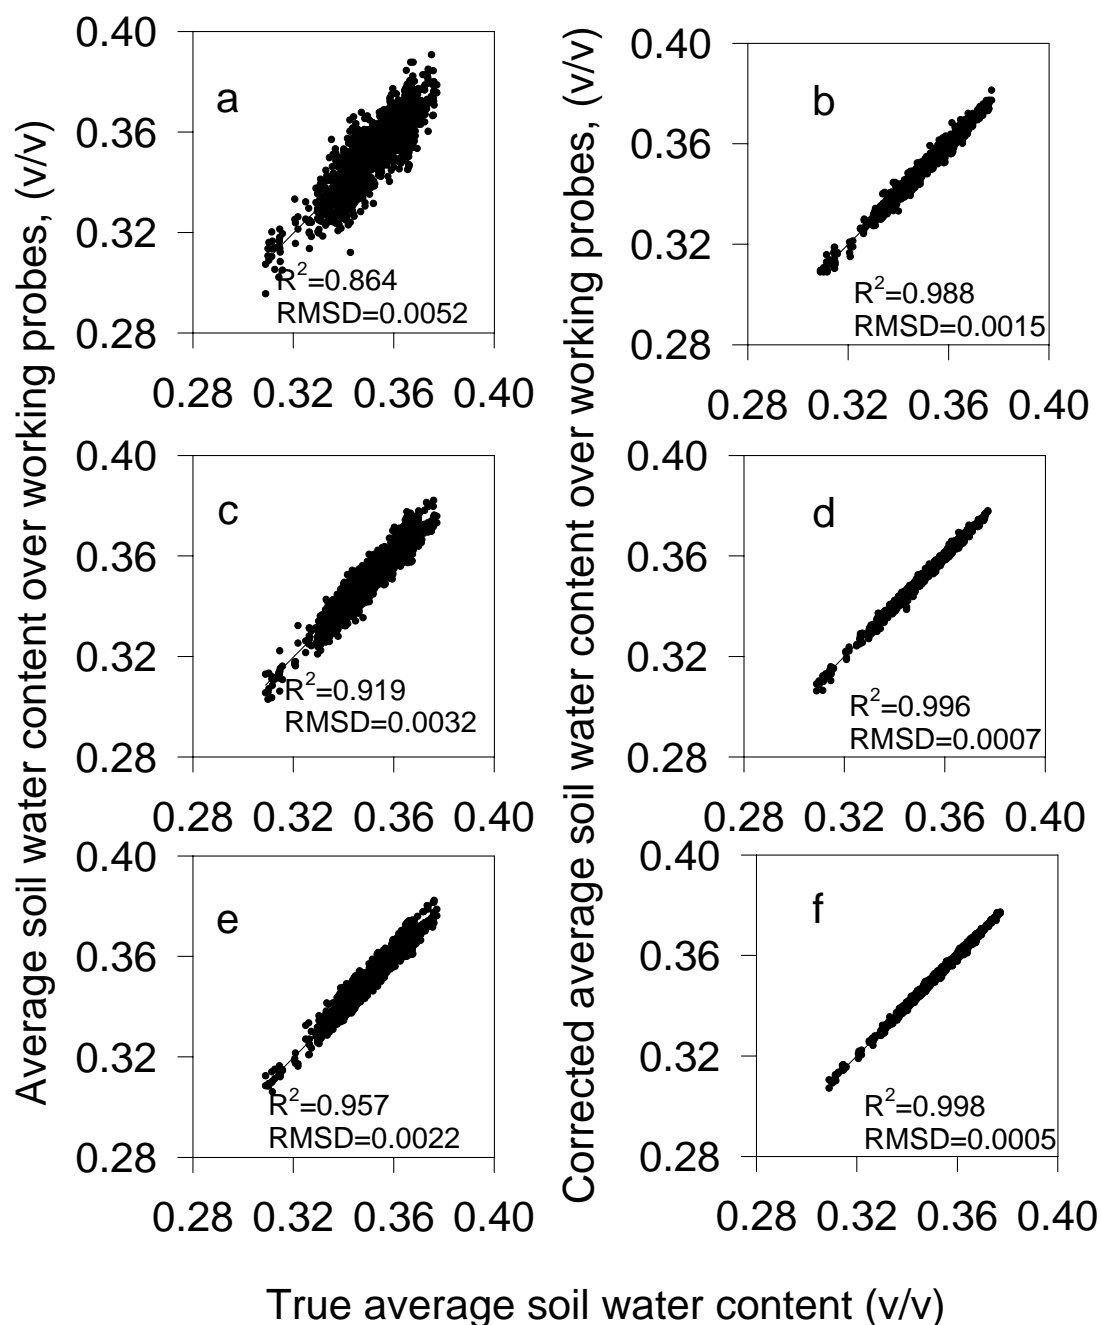 Average soil water content over working probes, (v/v)
Corrected average soil water content over working probes, (v/v)
0.40
0.36
0.32
0.28
a
R²=0.864
RMSD=0.0052
0.28 0.32 0.36 0.40
0.40
0.36
0.32
0.28
b
R²=0.988
RMSD=0.0015
0.28 0.32 0.36 0.40
0.40
0.36
0.32
0.28
c
R²=0.919
RMSD=0.0032
0.28 0.32 0.36 0.40
0.40
0.36
0.32
0.28
d
R²=0.996
RMSD=0.0007
0.28 0.32 0.36 0.40
0.40
0.36
0.32
0.28
e
R²=0.957
RMSD=0.0022
0.28 0.32 0.36 0.40
0.40
0.36
0.32
0.28
f
R²=0.998
RMSD=0.0005
0.28 0.32 0.36 0.40
True average soil water content (v/v)